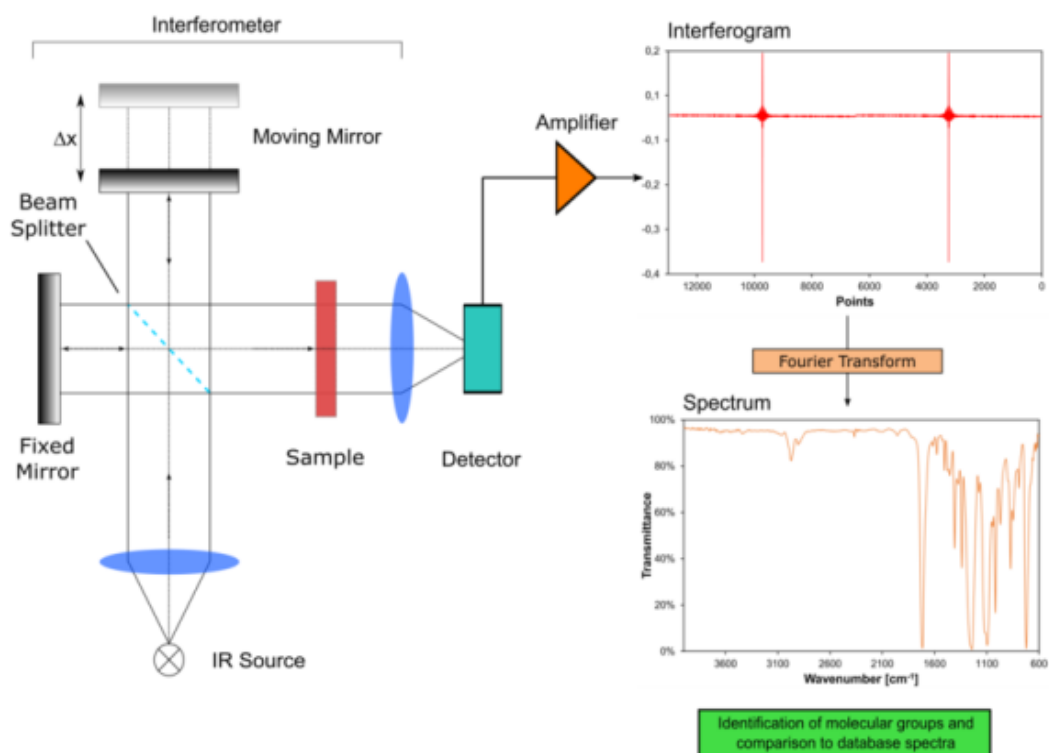 Interferometer
Δx
Moving Mirror
Beam
Splitter
Fixed
Mirror
Sample
Detector
IR Source
Amplifier
Interferogram
0,2
0,1
-0,1
-0,2
-0,3
-0,4
12000 10000 8000 6000 4000 2000 0
Points
Fourier Transform
Spectrum
100%
80%
60%
40%
20%
0%
Transmittance
3600 3100 2600 2100 1600 1100 600
Wavenumber [cm⁻¹]
Identification of molecular groups and
comparison to database spectra